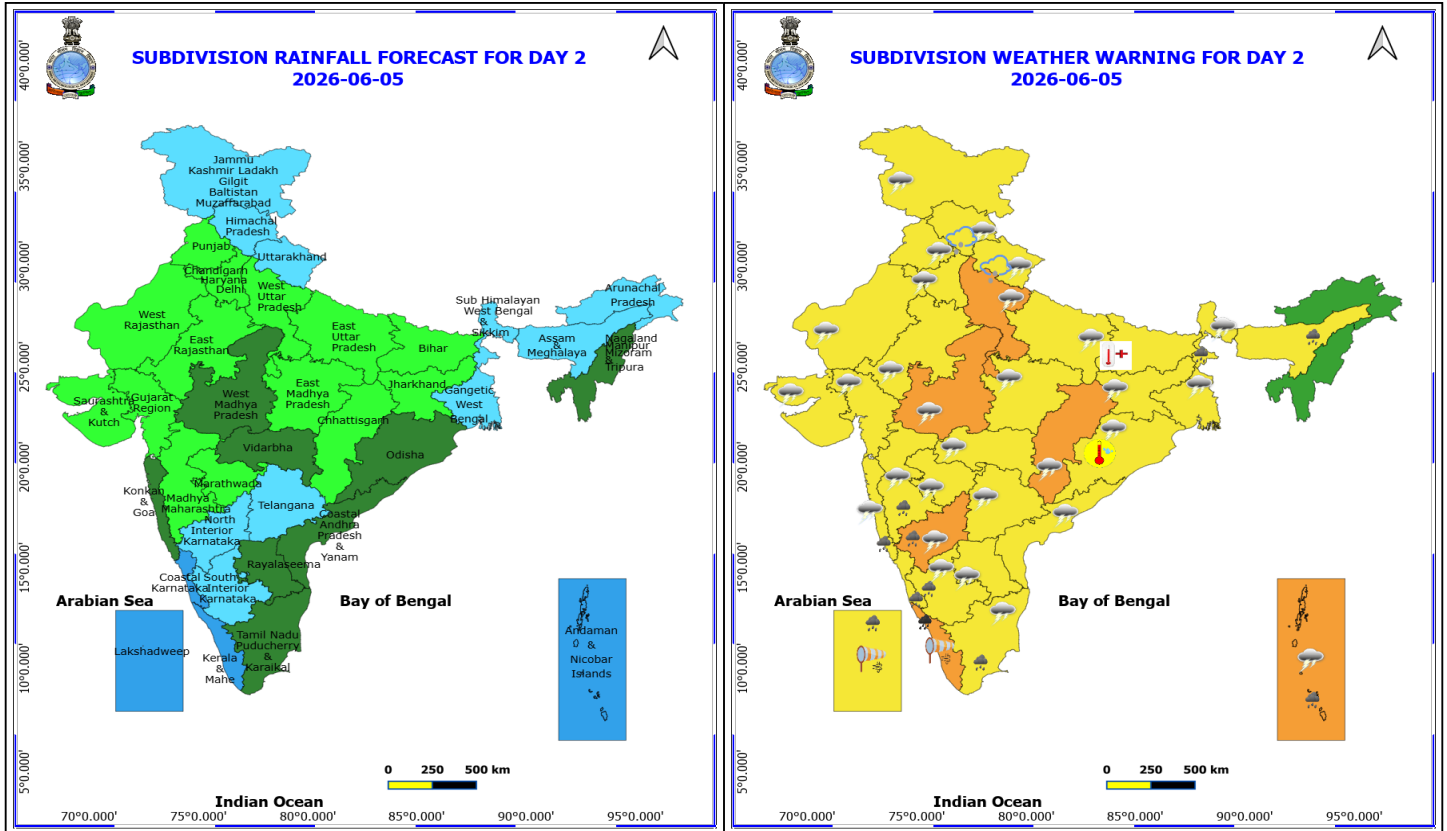 SUBDIVISION RAINFALL FORECAST FOR DAY 2
2026-06-05
40°0.000'
35°0.000'
30°0.000'
25°0.000'
20°0.000'
15°0.000'
10°0.000'
5°0.000'
Jammu
Kashmir Ladakh
Gilgit
Baltistan
Muzaffarabad
Himachal
Pradesh
Punjab
Uttarakhand
Chandigarh
Haryana
Delhi
West
Uttar
Pradesh
West
Rajasthan
East
Rajasthan
East
Uttar
Pradesh
Bihar
Sub Himalayan
West Bengal
&
Sikkim
Arunachal
Pradesh
Assam
&
Meghalaya
Nagaland
Manipur
Mizoram
&
Tripura
Saurashtra
&
Kutch
Gujarat
Region
West
Madhya
Pradesh
East
Madhya
Pradesh
Jharkhand
Gangetic
West
Bengal
Chhattisgarh
Vidarbha
Odisha
Konkan
&
Goa
Madhya
Maharashtra
Marathwada
Telangana
North
Interior
Karnataka
Coastal
Andhra
Pradesh
&
Yanam
Rayalaseema
Coastal
Karnataka
South
Interior
Karnataka
Tamil Nadu
Puducherry
&
Karaikal
Kerala
&
Mahe
Lakshadweep
Andaman
&
Nicobar
Islands
Arabian Sea
Bay of Bengal
Indian Ocean
0 250 500 km
70°0.000' 75°0.000' 80°0.000' 85°0.000' 90°0.000' 95°0.000'
SUBDIVISION WEATHER WARNING FOR DAY 2
2026-06-05
40°0.000'
35°0.000'
30°0.000'
25°0.000'
20°0.000'
15°0.000'
10°0.000'
5°0.000'
Arabian Sea
Bay of Bengal
Indian Ocean
0 250 500 km
70°0.000' 75°0.000' 80°0.000' 85°0.000' 90°0.000' 95°0.000'